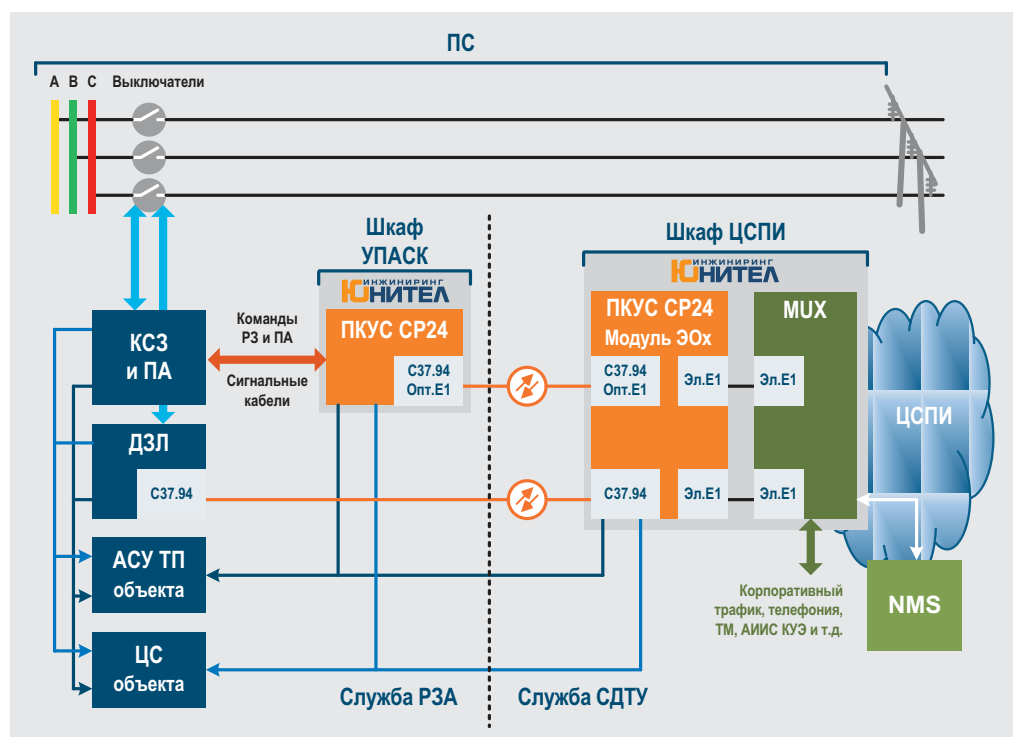 ПС
A B C Выключатели
Шкаф
УПАСК
Шкаф ЦСПИ
ИНЖИНИРИНГ
ЮНИТЕЛ
ИНЖИНИРИНГ
ЮНИТЕЛ
КСЗ
и ПА
Команды
РЗ и ПА
Сигнальные
кабели
ПКУС СР24
С37.94
Опт.Е1
ПКУС СР24
Модуль ЭОх
С37.94
Опт.Е1
Эл.Е1
MUX
Эл.Е1
ЦСПИ
ДЗЛ
С37.94
С37.94
Эл.Е1
Эл.Е1
АСУ ТП
объекта
Корпоративный
трафик, телефония,
ТМ, АИИС КУЭ и т.д.
NMS
ЦС
объекта
Служба РЗА
Служба СДТУ